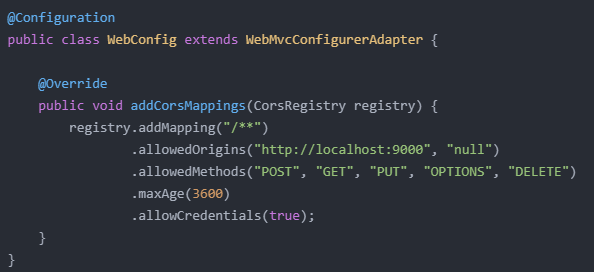 @Configuration
public class WebConfig extends WebMvcConfigurerAdapter {
@Override
public void addCorsMappings(CorsRegistry registry) {
registry.addMapping("/**")
.allowedOrigins("http://localhost:9000", "null")
.allowedMethods("POST", "GET", "PUT", "OPTIONS", "DELETE")
.maxAge(3600)
.allowCredentials(true);
}
}